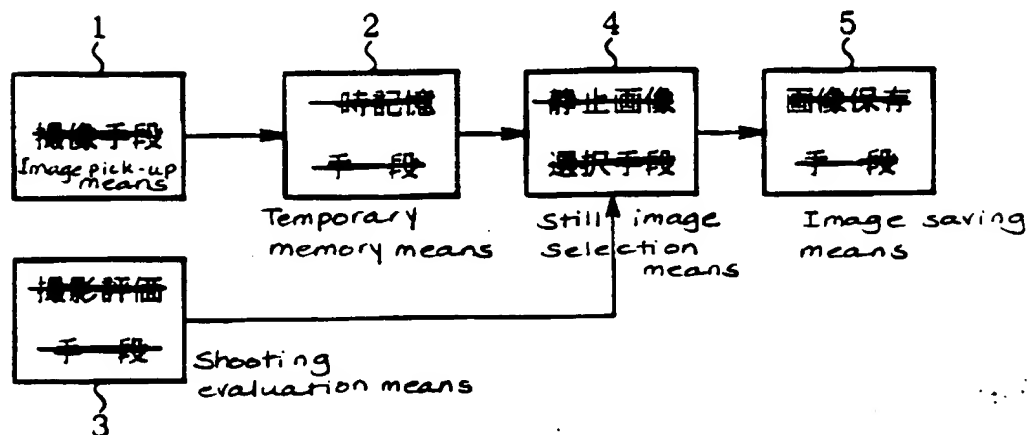 1
撮像手段
Image pick-up
means
2
一時記憶
手段
Temporary
memory means
4
静止画像
選択手段
Still image
selection
means
5
画像保存
手段
Image saving
means
撮影評価
手段
3
Shooting
evaluation means